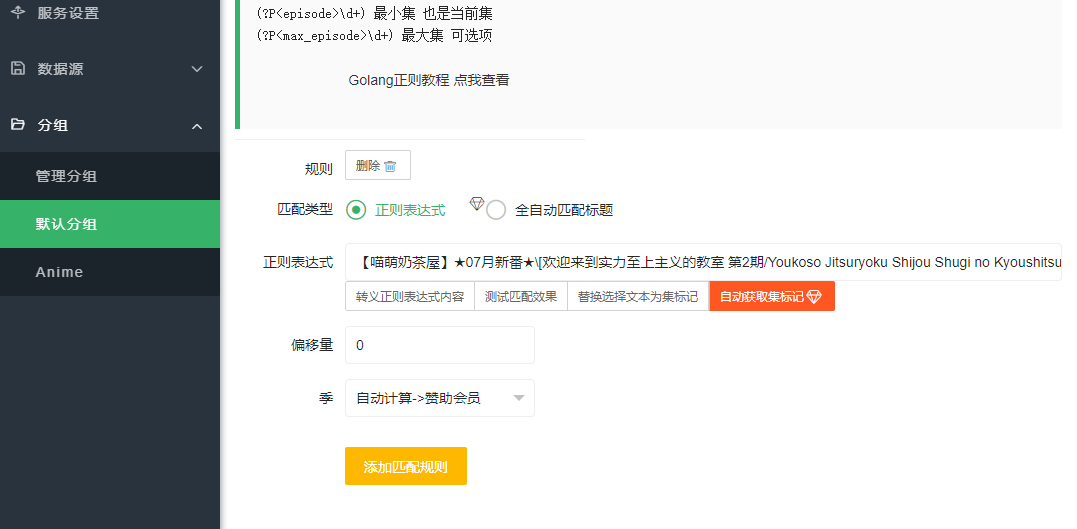 服务设置
数据源
分组
管理分组
默认分组
Anime
(?P<episode>\d+) 最小集 也是当前集
(?P<max_episode>\d+) 最大集 可选项
Golang正则教程 点我查看
规则 删除
匹配类型 正则表达式 全自动匹配标题
正则表达式 【喵萌奶茶屋】★07月新番★\[欢迎来到实力至上主义的教室 第2期/Youkoso Jitsuryoku Shijou Shugi no Kyoushitsu
转义正则表达式内容 测试匹配效果 替换选择文本为集标记 自动获取集标记
偏移量 0
季 自动计算->赞助会员
添加匹配规则